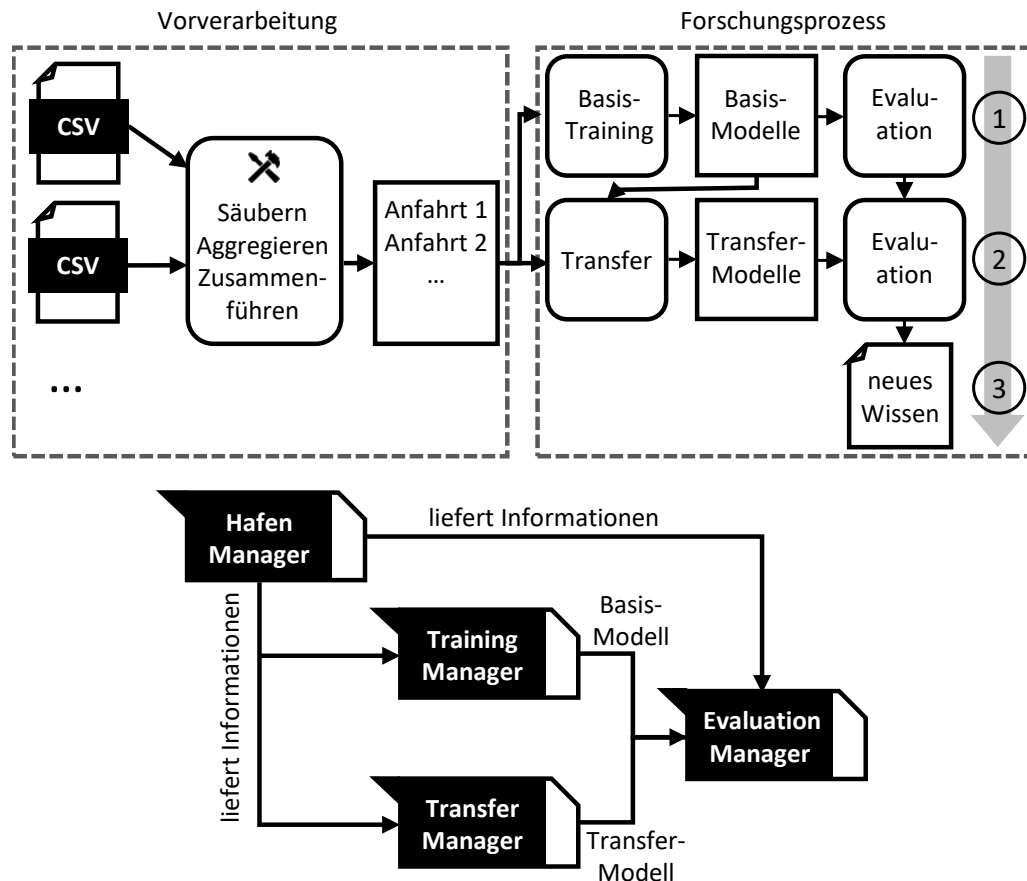 Vorverarbeitung
Forschungsprozess
CSV
CSV
...
Säubern
Aggregieren
Zusammen-
führen
Anfahrt 1
Anfahrt 2
...
Basis-
Training
Basis-
Modelle
Evalu-
ation
1
Transfer
Transfer-
Modelle
Evalu-
ation
2
neues
Wissen
3
Hafen
Manager
liefert Informationen
liefert Informationen
Training
Manager
Basis-
Modell
Evaluation
Manager
Transfer
Manager
Transfer-
Modell